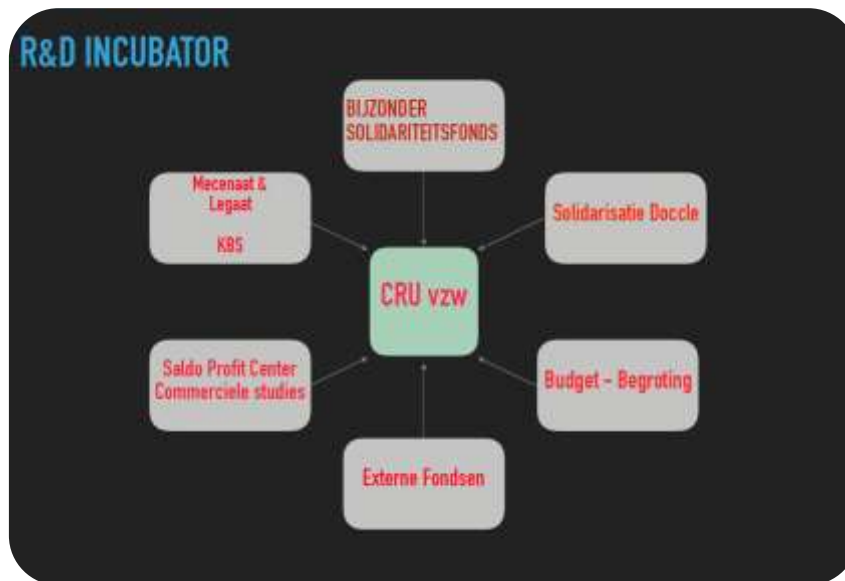 R&D INCUBATOR
BIJZONDER
SOLIDARITEITSFONDS
Mecenaat &
Legaat
KBS
Solidarisatie Doccle
CRU vzw
Saldo Profit Center
Commerciele studies
Budget - Begroting
Externe Fondsen